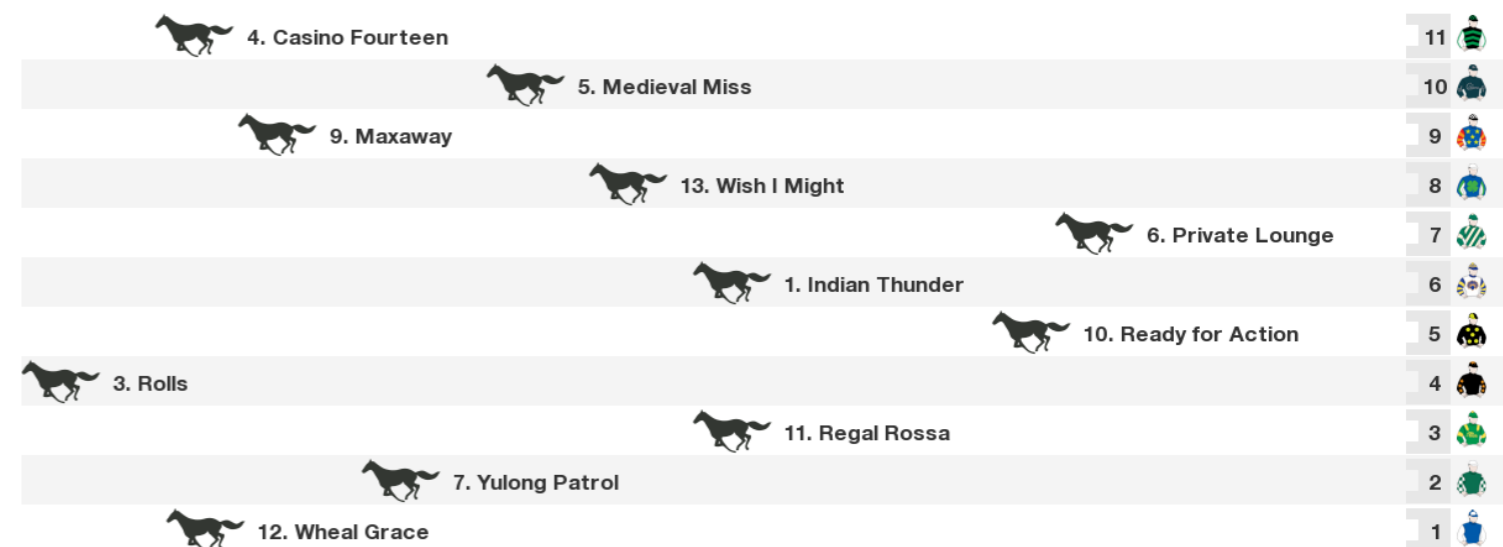 4. Casino Fourteen 11
5. Medieval Miss 10
9. Maxaway 9
13. Wish I Might 8
6. Private Lounge 7
1. Indian Thunder 6
10. Ready for Action 5
3. Rolls 4
11. Regal Rossa 3
7. Yulong Patrol 2
12. Wheal Grace 1